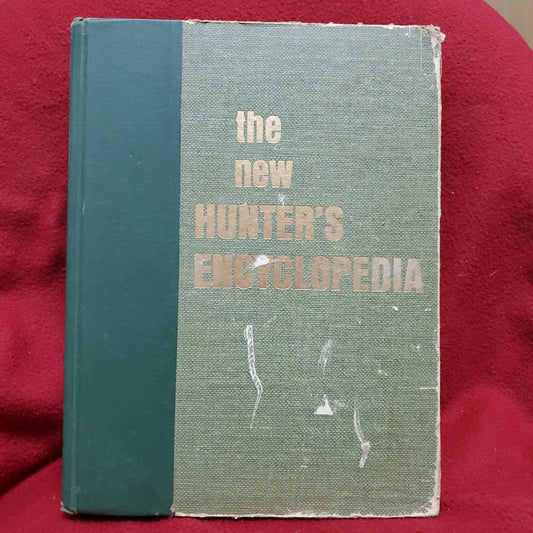 the
new
HUNTER'S
ENCYCLOPEDIA